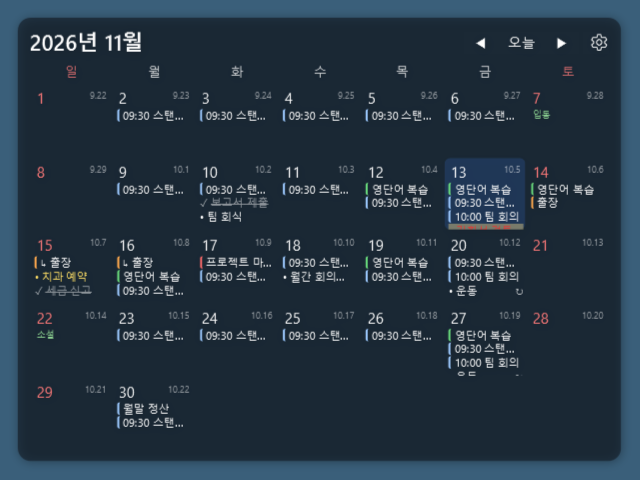 2026년 11월
오늘
일 월 화 수 목 금 토
1 9.22 2 9.23 3 9.24 4 9.25 5 9.26 6 9.27 7 9.28
09:30 스탠... 09:30 스탠... 09:30 스탠... 09:30 스탠... 09:30 스탠... 입동
8 9.29 9 10.1 10 10.2 11 10.3 12 10.4 13 10.5 14 10.6
09:30 스탠... 09:30 스탠... 09:30 스탠... 영단어 복습 영단어 복습 영단어 복습
✓ 보고서 제출 09:30 스탠... 09:30 스탠... 출장
• 팀 회식 10:00 팀 회의
15 10.7 16 10.8 17 10.9 18 10.10 19 10.11 20 10.12 21 10.13
↳ 출장 ↳ 출장 프로젝트 마... 09:30 스탠... 영단어 복습 09:30 스탠...
• 치과 예약 영단어 복습 09:30 스탠... • 월간 회의... 09:30 스탠... 10:00 팀 회의
✓ 세금 신고 09:30 스탠... • 운동 ↻
22 10.14 23 10.15 24 10.16 25 10.17 26 10.18 27 10.19 28 10.20
소설 09:30 스탠... 09:30 스탠... 09:30 스탠... 09:30 스탠... 영단어 복습
09:30 스탠...
10:00 팀 회의
29 10.21 30 10.22
월말 정산
09:30 스탠...